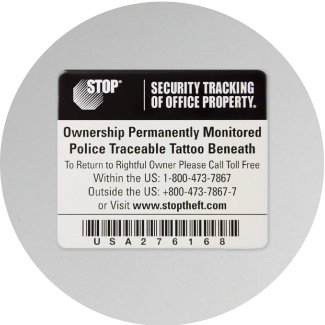 STOP®
SECURITY TRACKING
OF OFFICE PROPERTY™
Ownership Permanently Monitored
Police Traceable Tattoo Beneath
To Return to Rightful Owner Please Call Toll Free
Within the US: 1-800-473-7867
Outside the US: +800-473-7867-7
or Visit www.stoptheft.com
USA276168